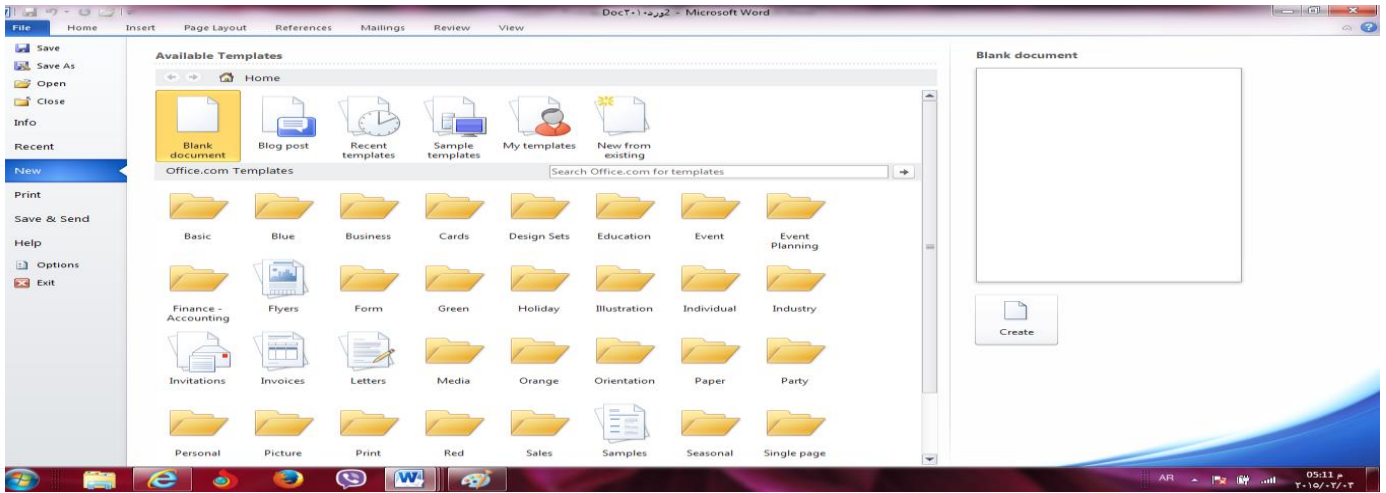 Doc٢٠١٠ورد2 - Microsoft Word
File Home Insert Page Layout References Mailings Review View
Save
Save As
Open
Close
Info
Recent
New
Print
Save & Send
Help
Options
Exit
Available Templates
Home
Blank document
Blog post
Recent templates
Sample templates
My templates
New from existing
Office.com Templates
Search Office.com for templates
Basic Blue Business Cards Design Sets Education Event Event Planning
Finance - Accounting Flyers Form Green Holiday Illustration Individual Industry
Invitations Invoices Letters Media Orange Orientation Paper Party
Personal Picture Print Red Sales Samples Seasonal Single page
Blank document
Create
AR
05:11 م
٢٠١٥/٠٢/٠٢